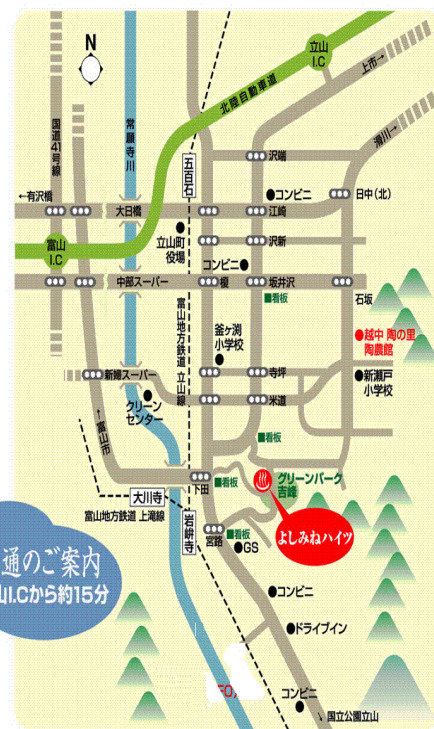 N
立山
I.C
上市→
滑川→
北陸自動車道
国道41号線
常願寺川
五百石
沢端
日中(北)
コンビニ
←有沢橋
大日橋
江崎
立山町
役場
沢新
富山
I.C
コンビニ
中部スーパー
榎
坂井沢
石坂
■看板
富山地方鉄道 立山線
釜ヶ渕
小学校
越中 陶の里
陶農館
新婦スーパー
寺坪
新瀬戸
小学校
クリーン
センター
米道
←富山市
■看板
下田
■看板
グリーンパーク
吉峰
大川寺
富山地方鉄道 上滝線
岩峅寺
よしみねハイツ
宮路
■看板
GS
通のご案内
山I.Cから約15分
コンビニ
ドライブイン
コンビニ
→国立公園立山